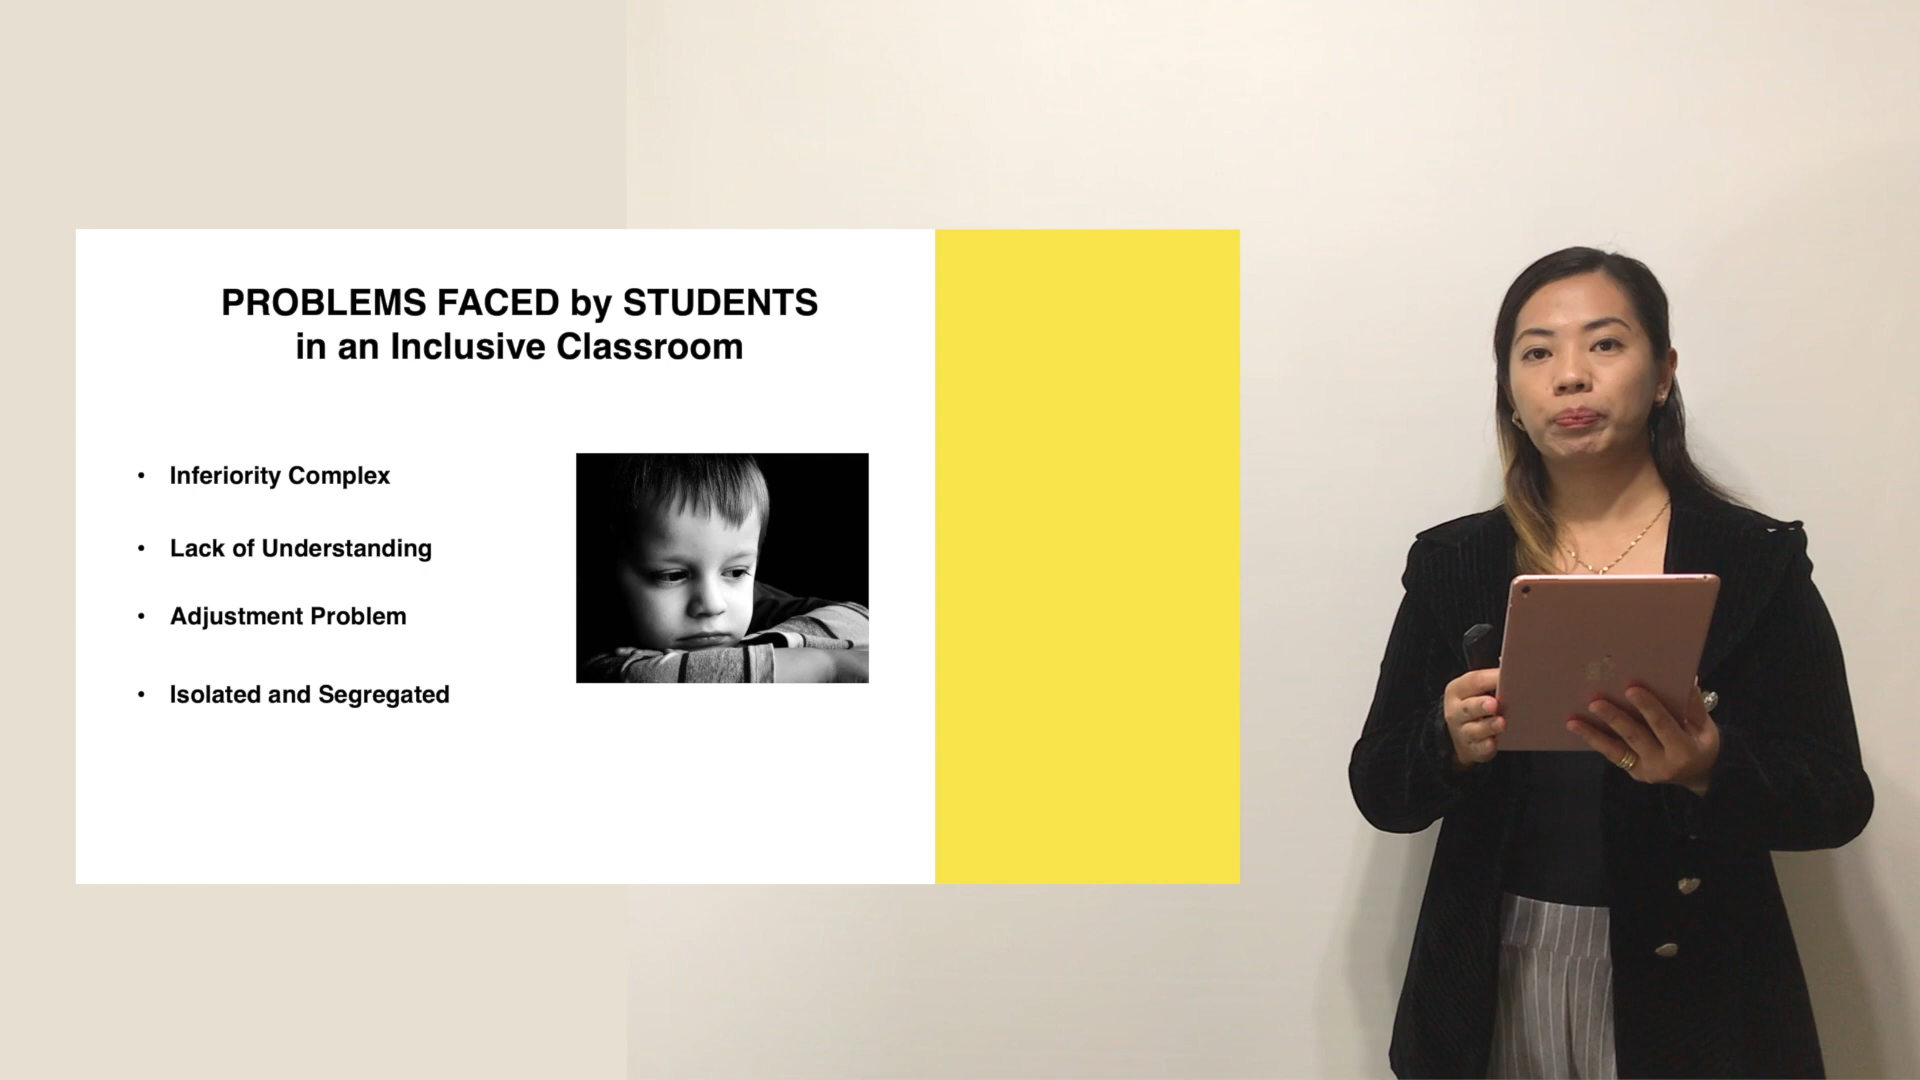 PROBLEMS FACED by STUDENTS
in an Inclusive Classroom
• Inferiority Complex
• Lack of Understanding
• Adjustment Problem
• Isolated and Segregated